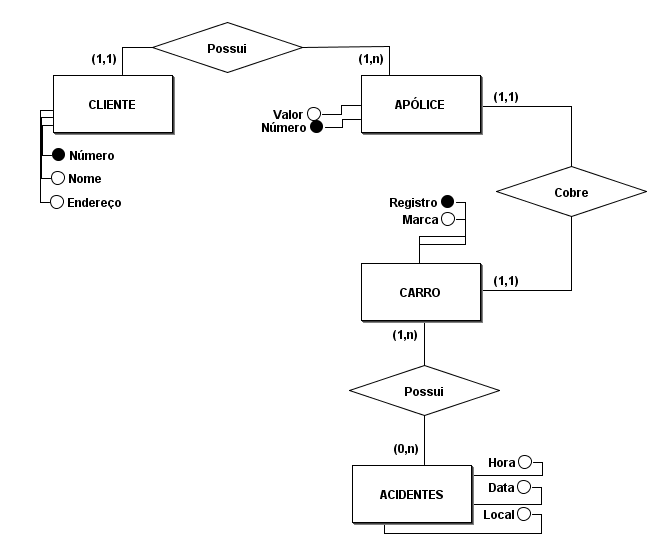 Possui
(1,1)
(1,n)
CLIENTE
APÓLICE
(1,1)
Valor
Número
Número
Nome
Endereço
Cobre
Registro
Marca
(1,1)
CARRO
(1,n)
Possui
(0,n)
ACIDENTES
Hora
Data
Local